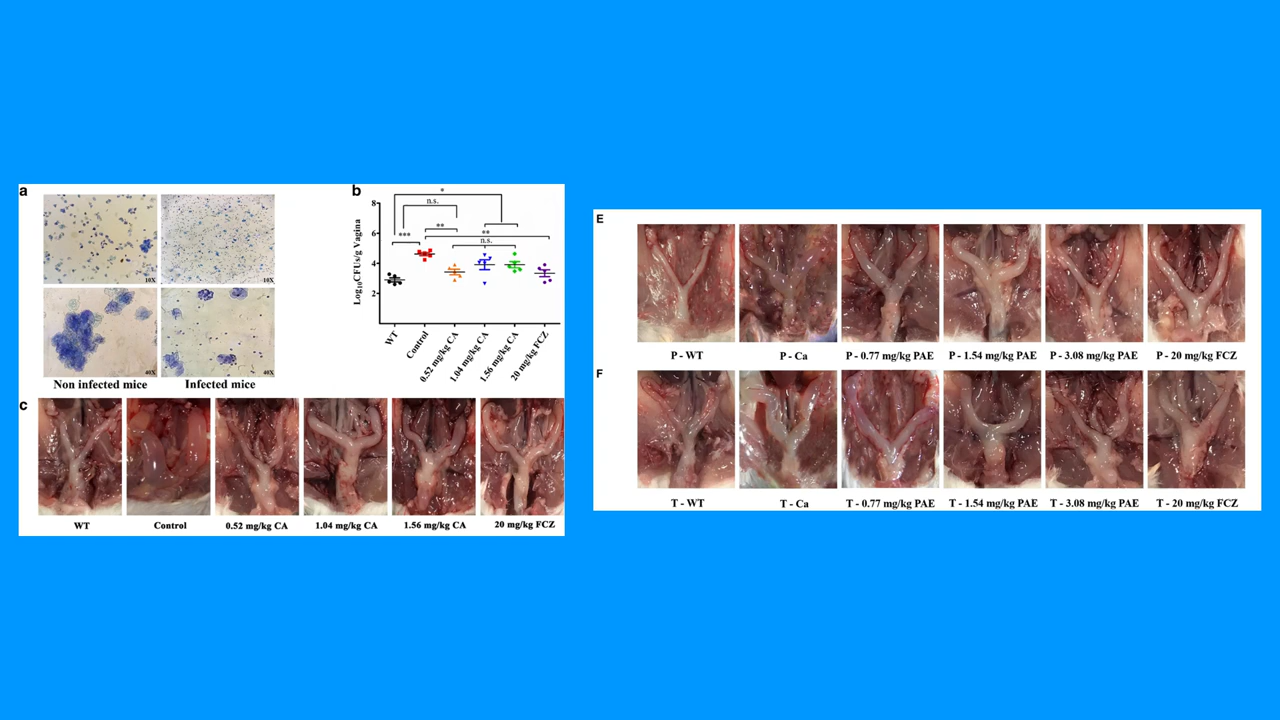 a
10X
10X
40X
40X
Non infected mice
Infected mice
b
Log10CFUs/g Vagina
8
6
4
2
*
n.s.
**
***
**
n.s.
WT
Control
0.52 mg/kg CA
1.04 mg/kg CA
1.56 mg/kg CA
20 mg/kg FCZ
c
WT
Control
0.52 mg/kg CA
1.04 mg/kg CA
1.56 mg/kg CA
20 mg/kg FCZ
E
P - WT
P - Ca
P - 0.77 mg/kg PAE
P - 1.54 mg/kg PAE
P - 3.08 mg/kg PAE
P - 20 mg/kg FCZ
F
T - WT
T - Ca
T - 0.77 mg/kg PAE
T - 1.54 mg/kg PAE
T - 3.08 mg/kg PAE
T - 20 mg/kg FCZ